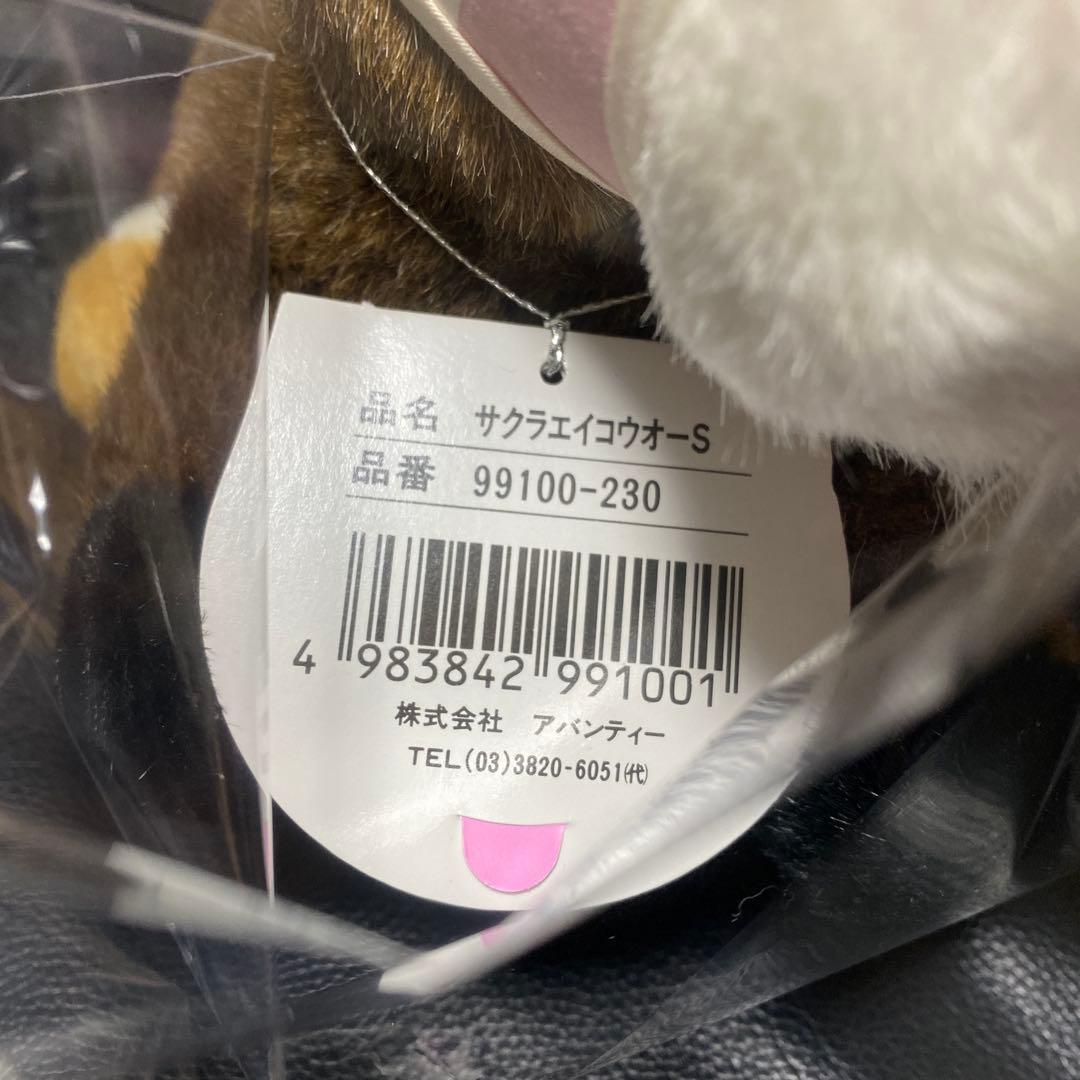 品名 サクラエイコウオーS
品番 99100-230
4 983842 991001
株式会社 アバンティー
TEL(03)3820-6051㈹